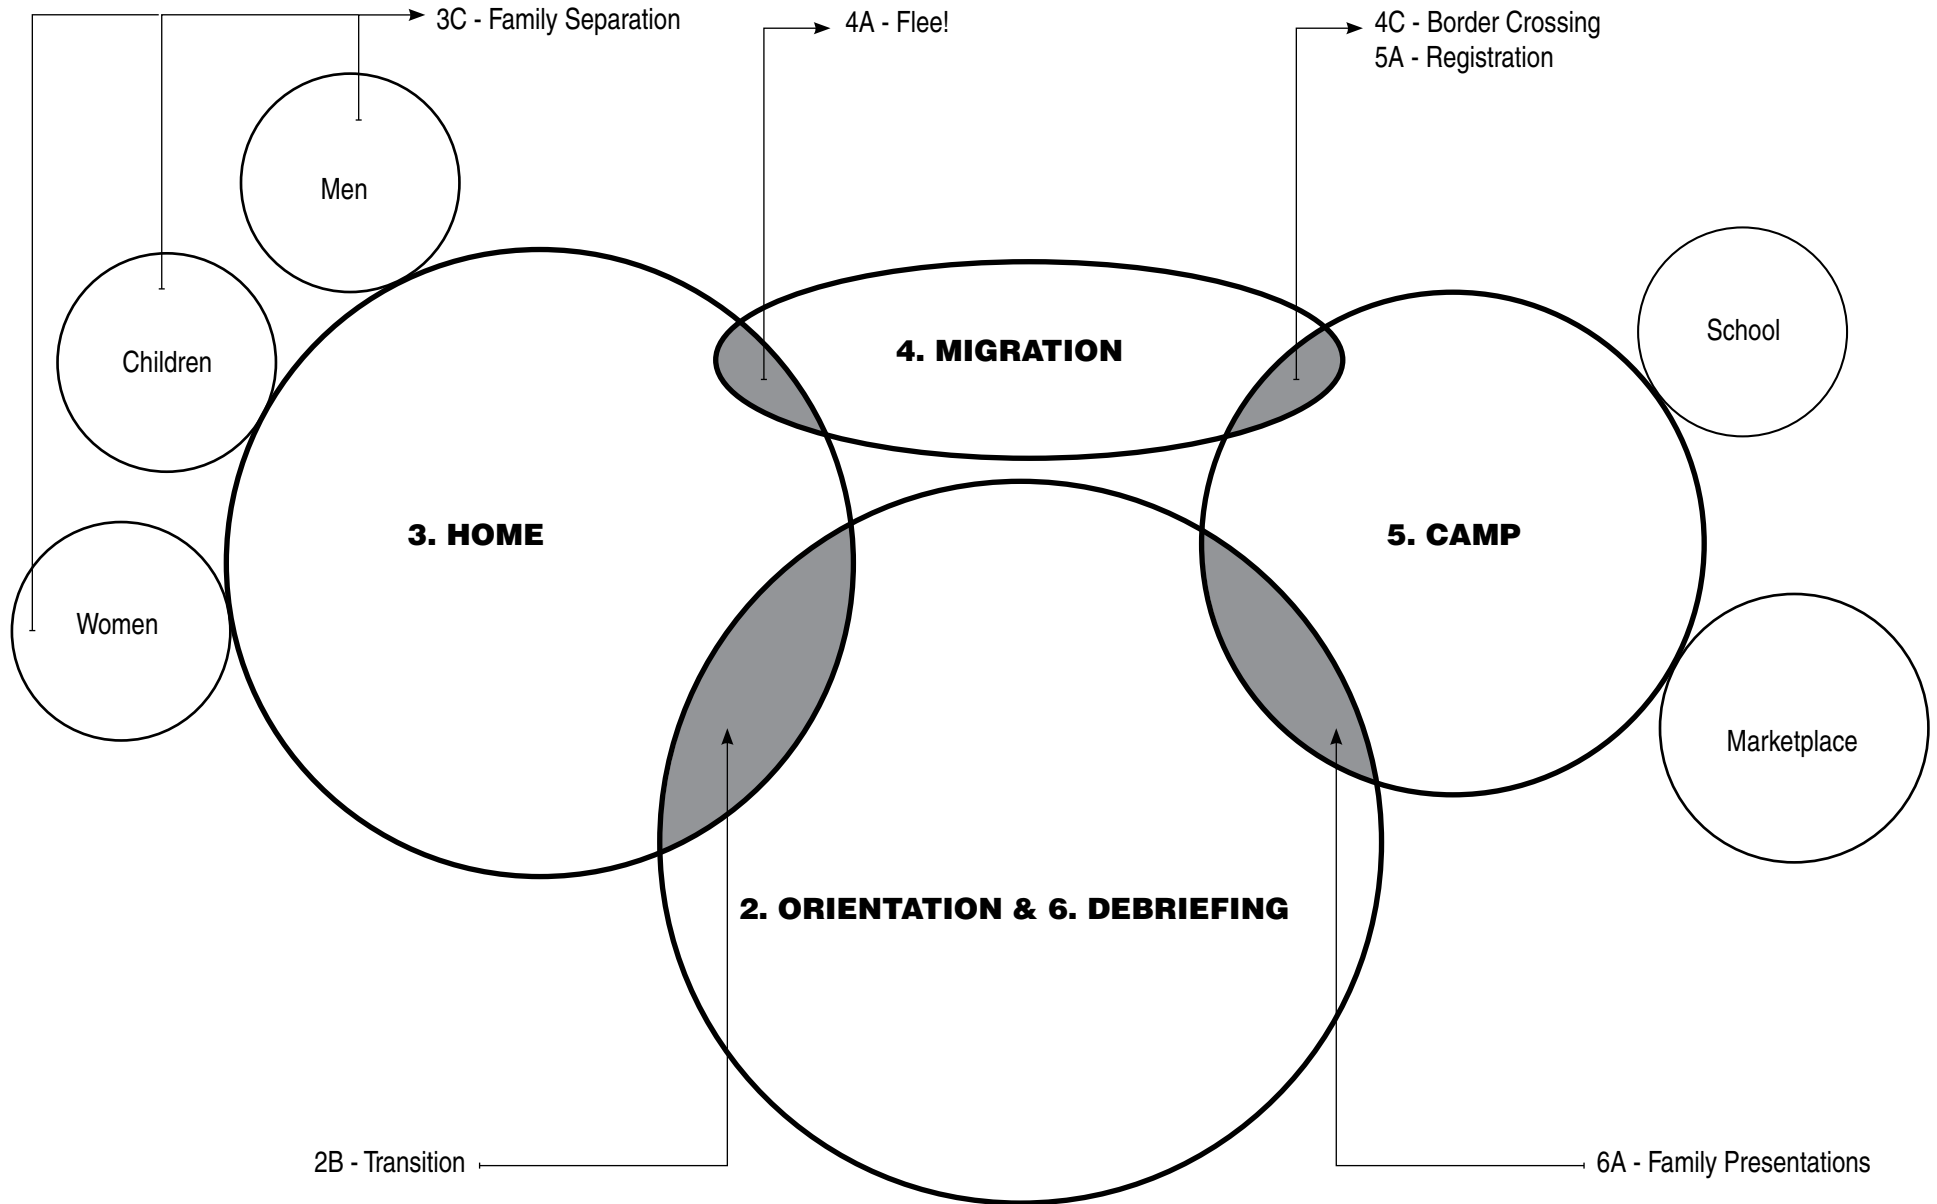 3C - Family Separation
4A - Flee!
4C - Border Crossing
5A - Registration
Men
Children
Women
3. HOME
4. MIGRATION
5. CAMP
School
Marketplace
2. ORIENTATION & 6. DEBRIEFING
2B - Transition
6A - Family Presentations